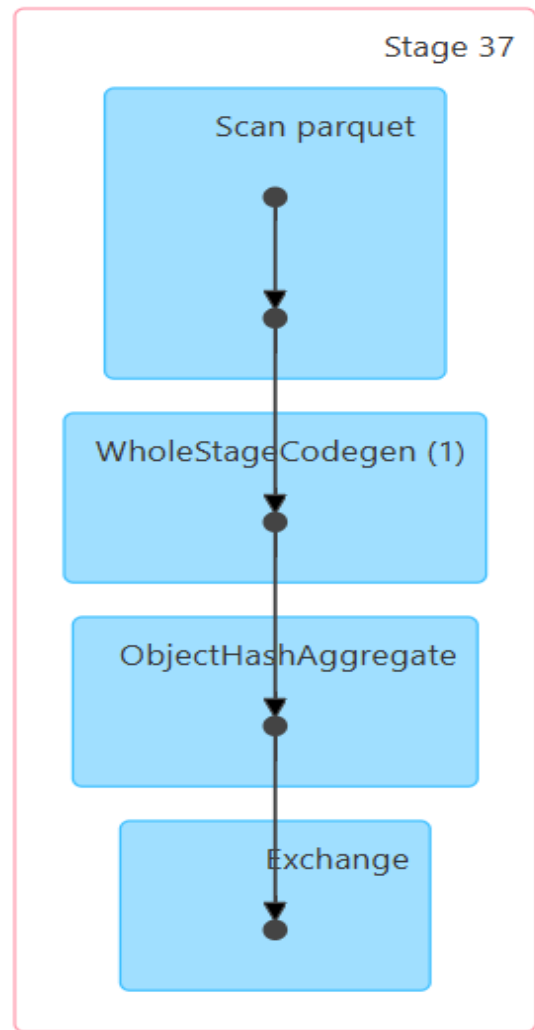 Stage 37
Scan parquet
WholeStageCodegen (1)
ObjectHashAggregate
Exchange